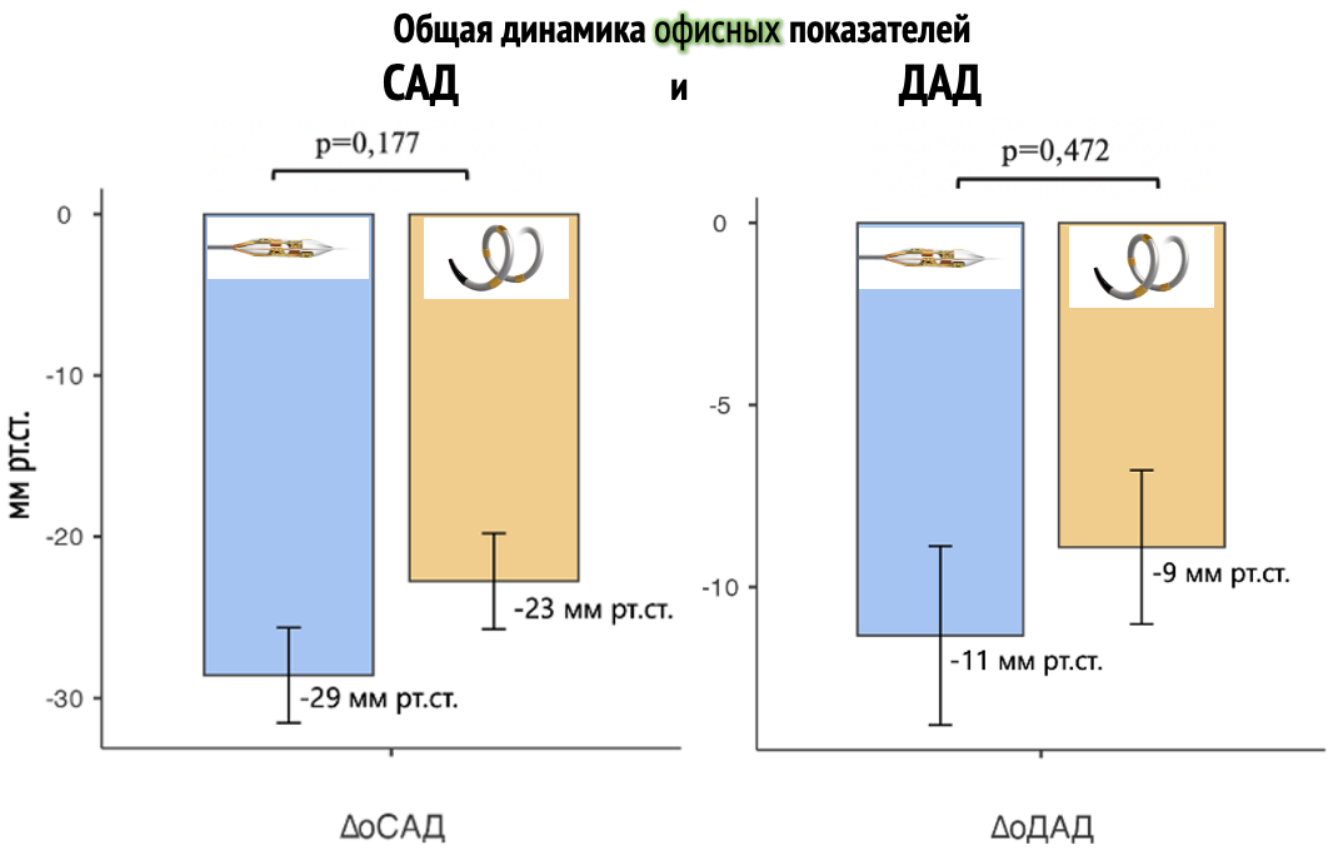 Общая динамика офисных показателей
САД и ДАД
p=0,177
p=0,472
0
-10
-20
-30
мм рт.ст.
-29 мм рт.ст.
-23 мм рт.ст.
ΔоСАД
0
-5
-10
-11 мм рт.ст.
-9 мм рт.ст.
ΔоДАД